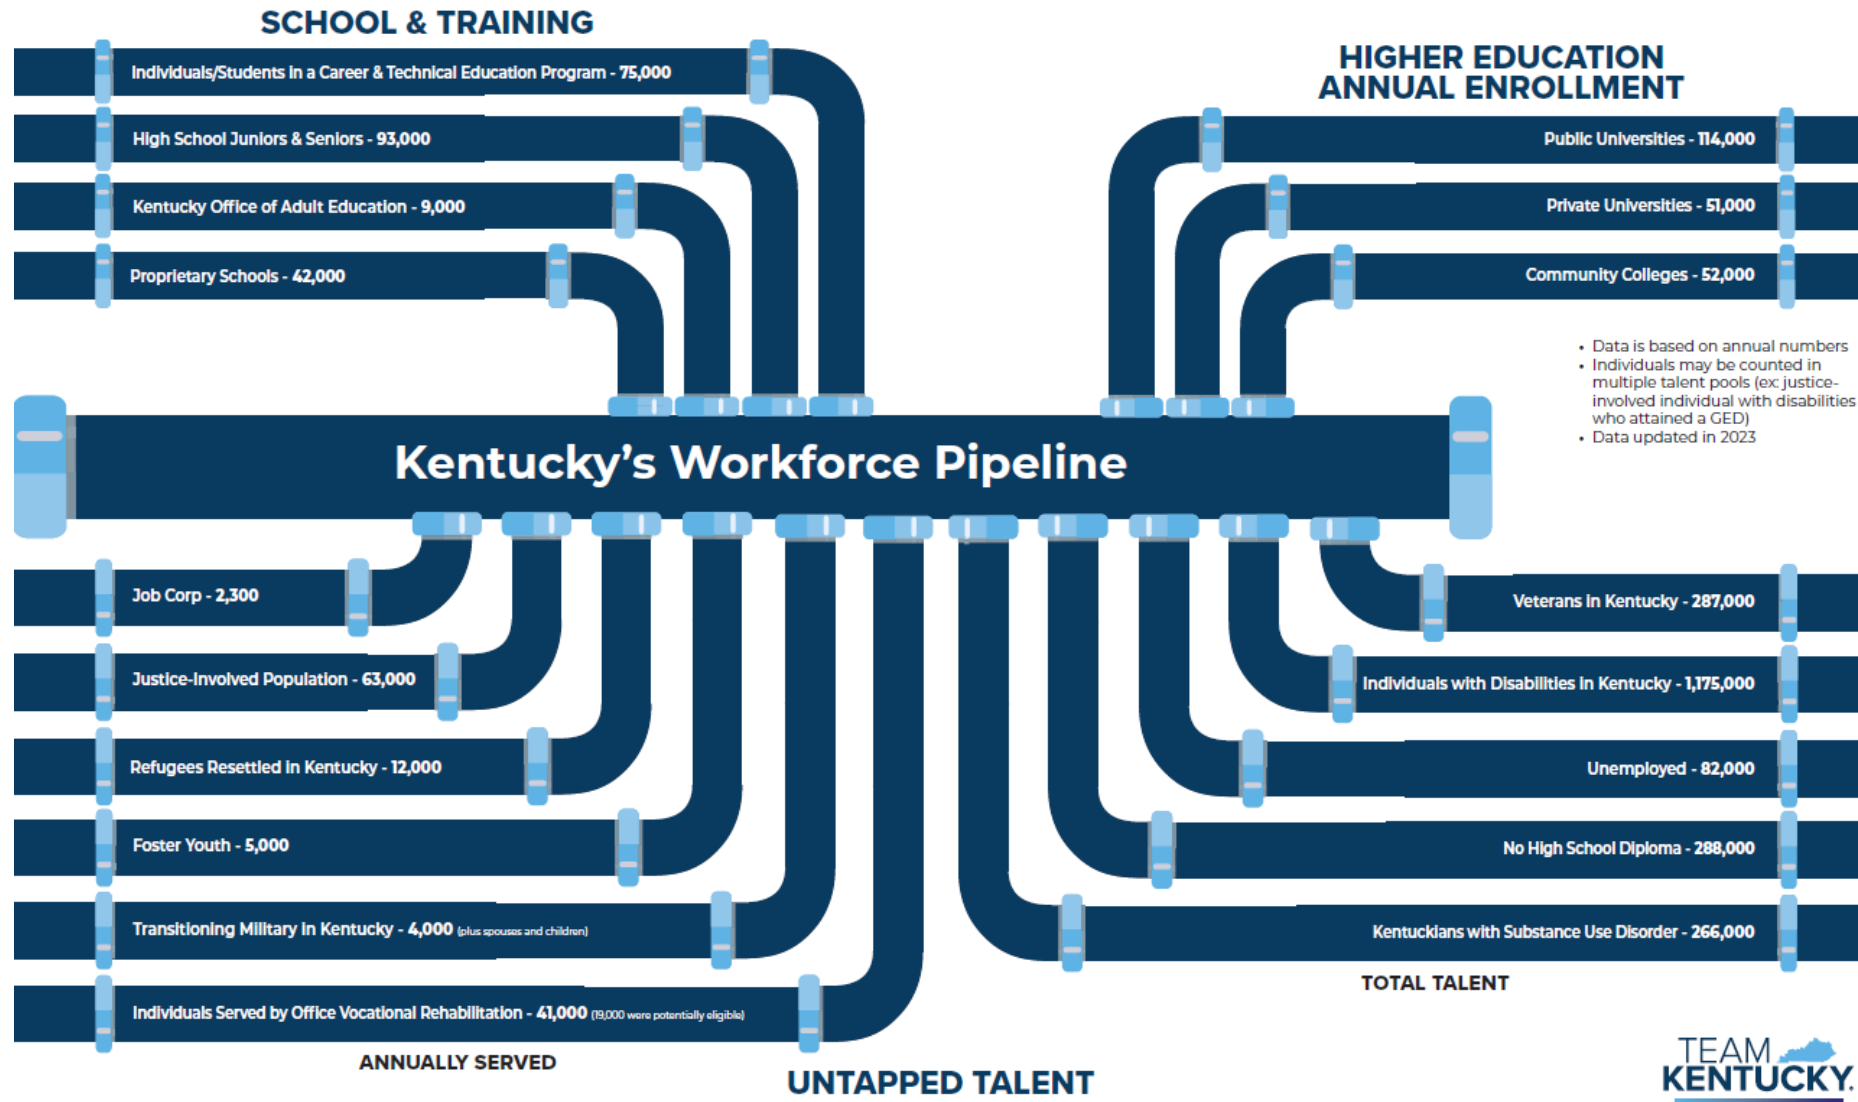 SCHOOL & TRAINING
Individuals/Students in a Career & Technical Education Program - 75,000
High School Juniors & Seniors - 93,000
Kentucky Office of Adult Education - 9,000
Proprietary Schools - 42,000
HIGHER EDUCATION
ANNUAL ENROLLMENT
Public Universities - 114,000
Private Universities - 51,000
Community Colleges - 52,000
• Data is based on annual numbers
• Individuals may be counted in
multiple talent pools (ex: justice-
involved individual with disabilities
who attained a GED)
• Data updated in 2023
Kentucky's Workforce Pipeline
Job Corp - 2,300
Justice-Involved Population - 63,000
Refugees Resettled in Kentucky - 12,000
Foster Youth - 5,000
Transitioning Military in Kentucky - 4,000 (plus spouses and children)
Individuals Served by Office Vocational Rehabilitation - 41,000 (19,000 were potentially eligible)
ANNUALLY SERVED
Veterans in Kentucky - 287,000
Individuals with Disabilities in Kentucky - 1,175,000
Unemployed - 82,000
No High School Diploma - 288,000
Kentuckians with Substance Use Disorder - 266,000
TOTAL TALENT
UNTAPPED TALENT
TEAM
KENTUCKY.